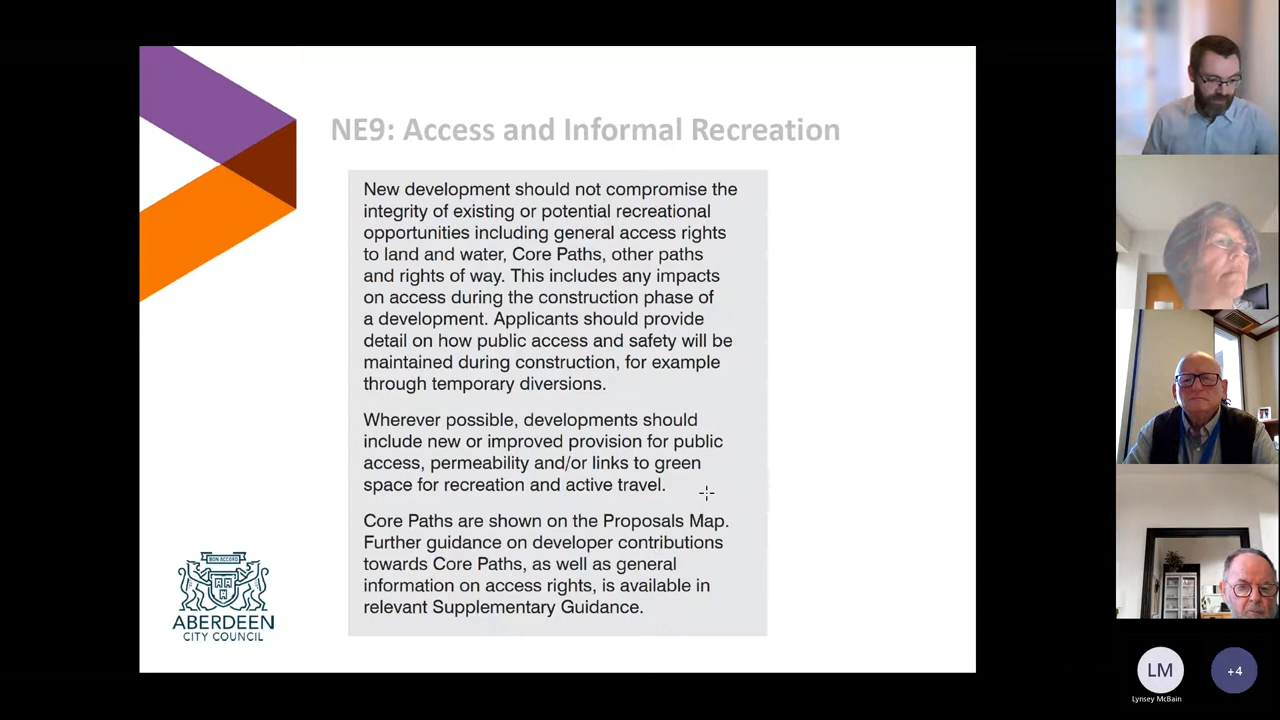 NE9: Access and Informal Recreation
New development should not compromise the
integrity of existing or potential recreational
opportunities including general access rights
to land and water, Core Paths, other paths
and rights of way. This includes any impacts
on access during the construction phase of
a development. Applicants should provide
detail on how public access and safety will be
maintained during construction, for example
through temporary diversions.
Wherever possible, developments should
include new or improved provision for public
access, permeability and/or links to green
space for recreation and active travel.
Core Paths are shown on the Proposals Map.
Further guidance on developer contributions
towards Core Paths, as well as general
information on access rights, is available in
relevant Supplementary Guidance.
BON ACCORD
ABERDEEN
CITY COUNCIL
LM
+4
Lynsey McBain